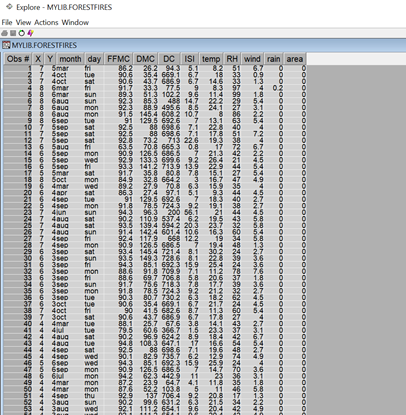 Explore - MYLIB.FORESTFIRES
File View Actions Window
MYLIB.FORESTFIRES
Obs # X Y month day FFMC DMC DC ISI temp RH wind rain area
1 7 5 mar fri 86.2 26.2 94.3 5.1 8.2 51 6.7 0 0
2 7 4 oct tue 90.6 35.4 669.1 6.7 18 33 0.9 0 0
3 7 4 oct sat 90.6 43.7 686.9 6.7 14.6 33 1.3 0 0
4 8 6 mar fri 91.7 33.3 77.5 9 8.3 97 4 0.2 0
5 8 6 mar sun 89.3 51.3 102.2 9.6 11.4 99 1.8 0 0
6 8 6 aug sun 92.3 85.3 488 14.7 22.2 29 5.4 0 0
7 8 6 aug mon 92.3 88.9 495.6 8.5 24.1 27 3.1 0 0
8 8 6 aug mon 91.5 145.4 608.2 10.7 8 86 2.2 0 0
9 8 6 sep tue 91 129.5 692.6 7 13.1 63 5.4 0 0
10 7 5 sep sat 92.5 88 698.6 7.1 22.8 40 4 0 0
11 7 5 sep sat 92.5 88 698.6 7.1 17.8 51 7.2 0 0
12 7 5 sep sat 92.8 73.2 713 22.6 19.3 38 4 0 0
13 6 5 aug fri 63.5 70.8 665.3 0.8 17 72 6.7 0 0
14 6 5 sep mon 90.9 126.5 686.5 7 21.3 42 2.2 0 0
15 6 5 sep wed 92.9 133.3 699.6 9.2 26.4 21 4.5 0 0
16 6 5 sep fri 93.3 141.2 713.9 13.9 22.9 44 5.4 0 0
17 5 5 mar sat 91.7 35.8 80.8 7.8 15.1 27 5.4 0 0
18 8 5 oct mon 84.9 32.8 664.2 3 16.7 47 4.9 0 0
19 6 4 mar wed 89.2 27.9 70.8 6.3 15.9 35 4 0 0
20 6 4 apr sat 86.3 27.4 97.1 5.1 9.3 44 4.5 0 0
21 6 4 sep tue 91 129.5 692.6 7 18.3 40 2.7 0 0
22 5 4 sep mon 91.8 78.5 724.3 9.2 19.1 38 2.7 0 0
23 7 4 jun sun 94.3 96.3 200 56.1 21 44 4.5 0 0
24 7 4 aug sat 90.2 110.9 537.4 6.2 19.5 43 5.8 0 0
25 7 4 aug sat 93.5 139.4 594.2 20.3 23.7 32 5.8 0 0
26 7 4 aug sun 91.4 142.4 601.4 10.6 16.3 60 5.4 0 0
27 7 4 sep fri 92.4 117.9 668 12.2 19 34 5.8 0 0
28 7 4 sep mon 90.9 126.5 686.5 7 19.4 48 1.3 0 0
29 6 3 sep sat 93.4 145.4 721.4 8.1 30.2 24 2.7 0 0
30 6 3 sep sun 93.5 149.3 728.6 8.1 22.8 39 3.6 0 0
31 6 3 sep fri 94.3 85.1 692.3 15.9 25.4 24 3.6 0 0
32 6 3 sep mon 88.6 91.8 709.9 7.1 11.2 78 7.6 0 0
33 6 3 sep fri 88.6 69.7 706.8 5.8 20.6 37 1.8 0 0
34 6 3 sep sun 91.7 75.6 718.3 7.8 17.7 39 3.6 0 0
35 6 3 sep mon 91.8 78.5 724.3 9.2 21.2 32 2.7 0 0
36 6 3 sep tue 90.3 80.7 730.2 6.3 18.2 62 4.5 0 0
37 6 3 oct tue 90.6 35.4 669.1 6.7 21.7 24 4.5 0 0
38 7 4 oct fri 90 41.5 682.6 8.7 11.3 60 5.4 0 0
39 7 3 oct sat 90.6 43.7 686.9 6.7 17.8 27 4 0 0
40 4 4 mar tue 88.1 25.7 67.6 3.8 14.1 43 2.7 0 0
41 4 4 jul tue 79.5 60.6 366.7 1.5 23.3 37 3.1 0 0
42 4 4 aug sat 90.2 96.9 624.2 8.9 18.4 42 6.7 0 0
43 4 4 aug tue 94.8 108.3 647.1 17 16.6 54 5.4 0 0
44 4 4 sep sat 92.5 88 698.6 7.1 19.6 48 2.7 0 0
45 4 4 sep wed 90.1 82.9 735.7 6.2 12.9 74 4.9 0 0
46 5 6 sep wed 94.3 85.1 692.3 15.9 25.9 24 4 0 0
47 5 6 sep mon 90.9 126.5 686.5 7 14.7 70 3.6 0 0
48 6 6 jul mon 94.2 62.3 442.9 11 23 36 3.1 0 0
49 4 4 mar mon 87.2 23.9 64.7 4.1 11.8 35 1.8 0 0
50 4 4 mar mon 87.6 52.2 103.8 5 11 46 5.8 0 0
51 4 4 sep thu 92.9 137 706.4 9.2 20.8 17 1.3 0 0
52 4 3 aug sun 90.2 99.6 631.2 6.3 21.5 34 2.2 0 0
53 4 3 aug wed 92.1 111.2 654.1 9.6 20.4 42 4.9 0 0